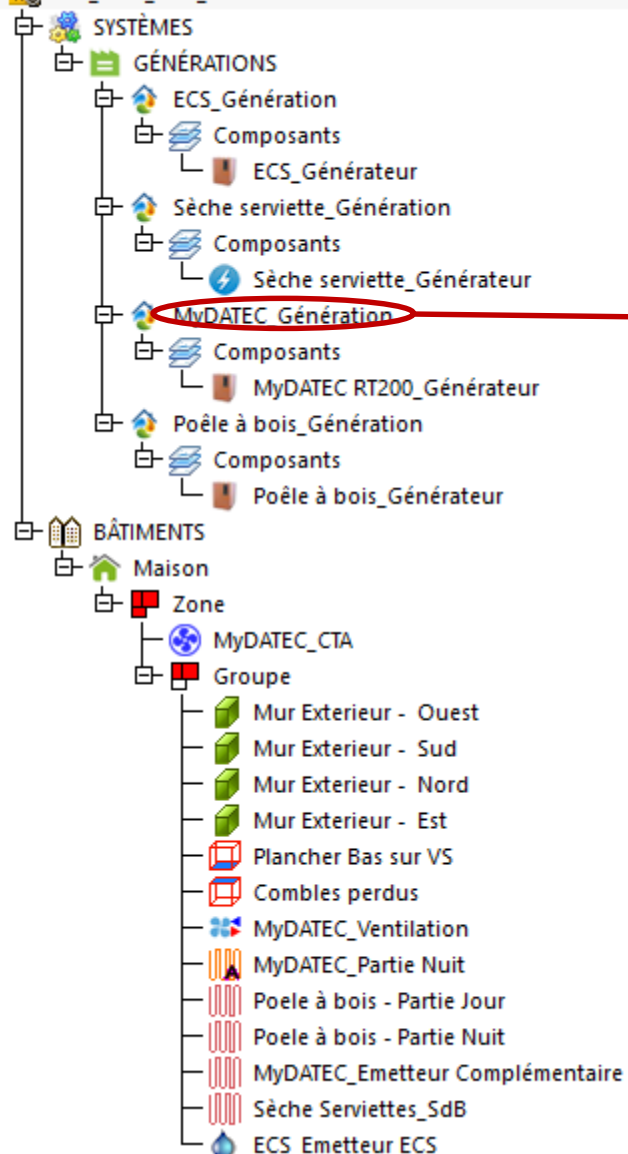 SYSTÈMES
GÉNÉRATIONS
ECS_Génération
Composants
ECS_Générateur
Sèche serviette_Génération
Composants
Sèche serviette_Générateur
MyDATEC_Génération
Composants
MyDATEC RT200_Générateur
Poêle à bois_Génération
Composants
Poêle à bois_Générateur
BÂTIMENTS
Maison
Zone
MyDATEC_CTA
Groupe
Mur Exterieur - Ouest
Mur Exterieur - Sud
Mur Exterieur - Nord
Mur Exterieur - Est
Plancher Bas sur VS
Combles perdus
MyDATEC_Ventilation
MyDATEC_Partie Nuit
Poele à bois - Partie Jour
Poele à bois - Partie Nuit
MyDATEC_Emetteur Complémentaire
Sèche Serviettes_SdB
ECS_Emetteur ECS